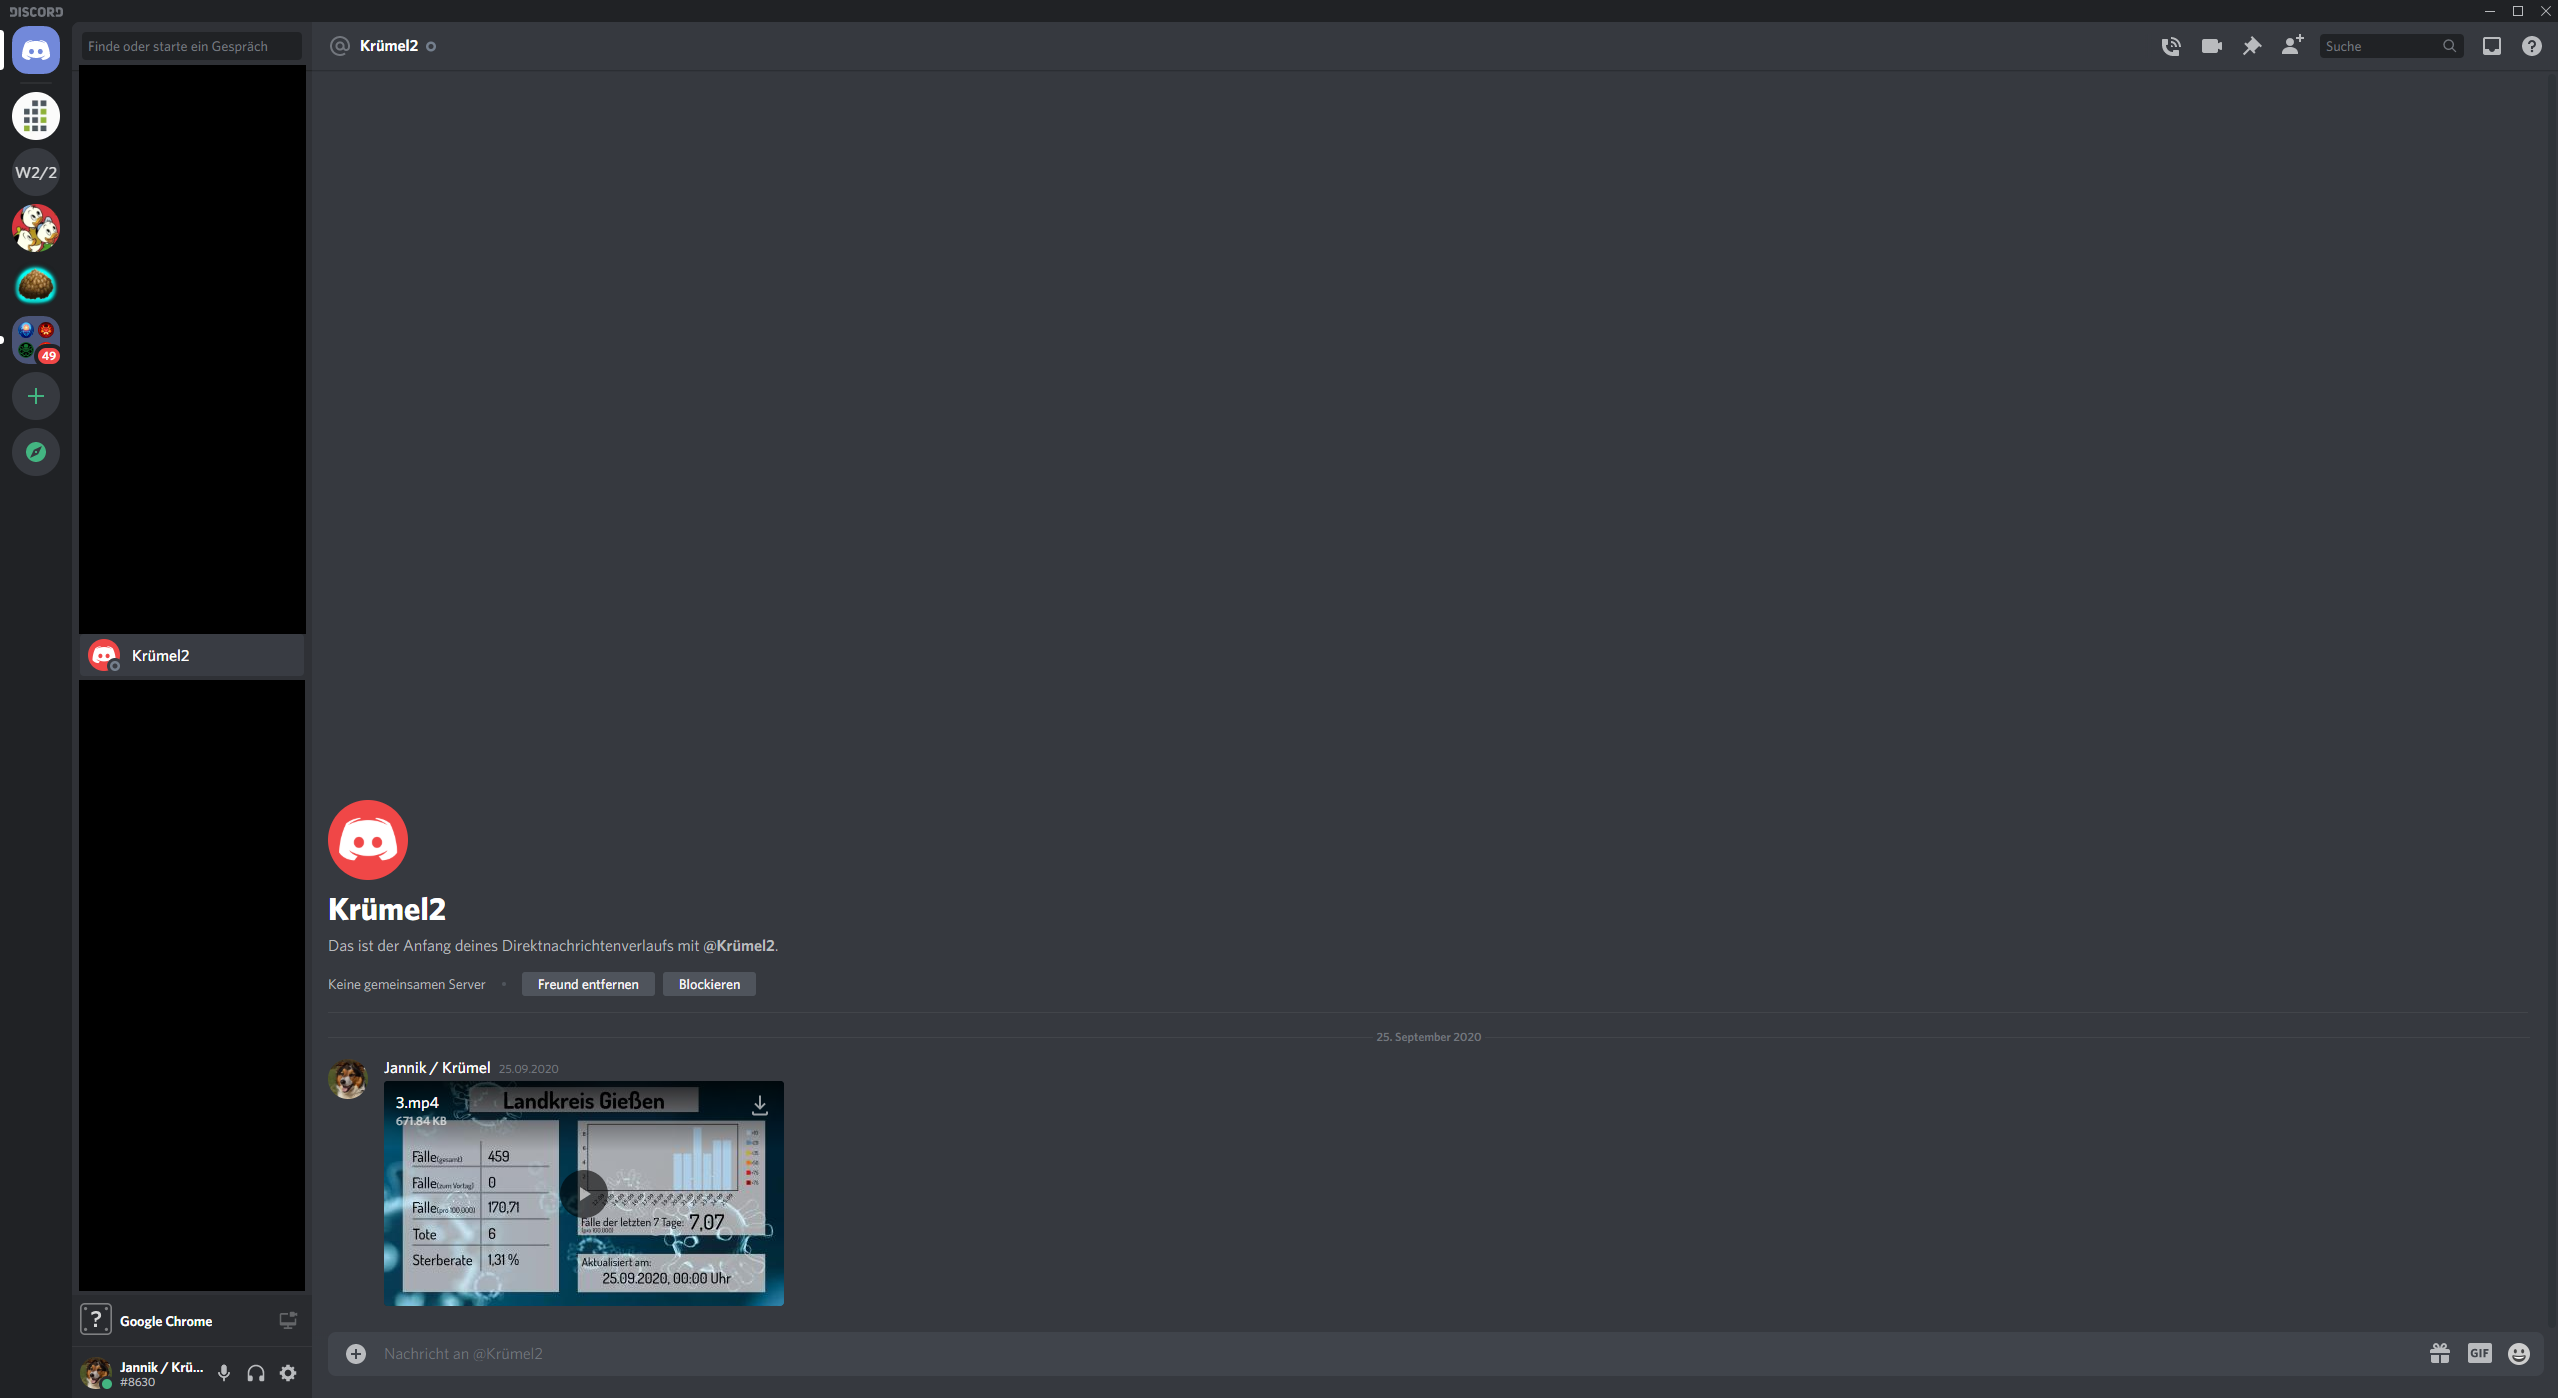 DISCORD
Finde oder starte ein Gespräch
Krümel2
Suche
W2/2
49
Krümel2
Krümel2
Das ist der Anfang deines Direktnachrichtenverlaufs mit @Krümel2.
Keine gemeinsamen Server
Freund entfernen
Blockieren
25. September 2020
Jannik / Krümel 25.09.2020
3.mp4
671.84 KB
Landkreis Gießen
Fälle(gesamt) 459
Fälle(zum Vortag) 0
Fälle(pro 100.000) 170,71
Tote 6
Sterberate 1,31 %
Fälle der letzten 7 Tage: 7,07
(pro 100.000)
Aktualisiert am:
25.09.2020, 00:00 Uhr
?
Google Chrome
Jannik / Krü...
#8630
Nachricht an @Krümel2
GIF